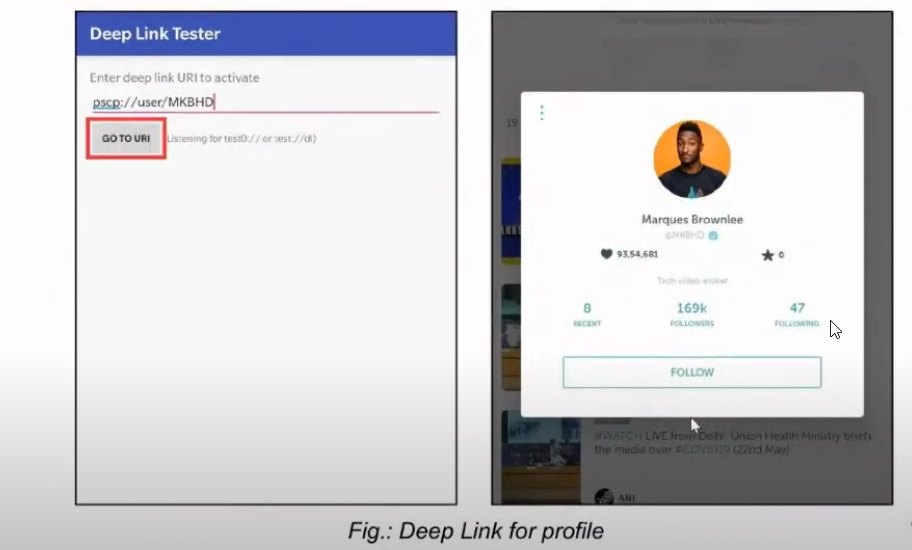 Deep Link Tester
Enter deep link URI to activate
pscp://user/MKBHD
GO TO URI
Listening for test0:// or test://dl)
19
Marques Brownlee
@MKBHD
93,54,681
0
Tech video maker
8
169k
47
RECENT
FOLLOWERS
FOLLOWING
FOLLOW
#WATCH LIVE from Delhi: Union Health Ministry briefs
the media over #COVID19 (22nd May)
ANI
Fig.: Deep Link for profile